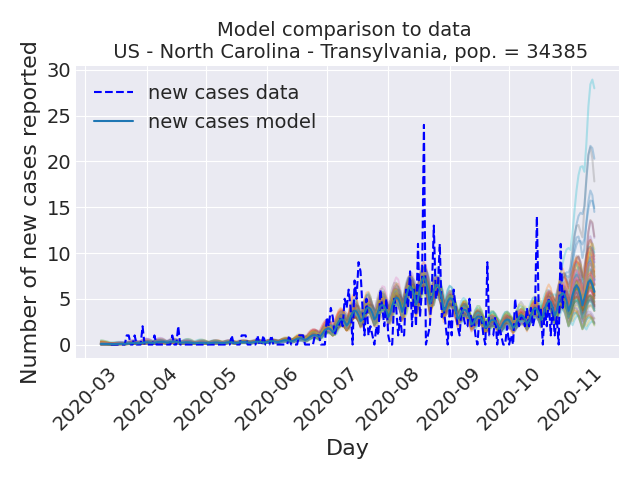 Model comparison to data
US - North Carolina - Transylvania, pop. = 34385
Number of new cases reported
30
25
20
15
10
5
0
new cases data
new cases model
2020-03
2020-04
2020-05
2020-06
2020-07
2020-08
2020-09
2020-10
2020-11
Day